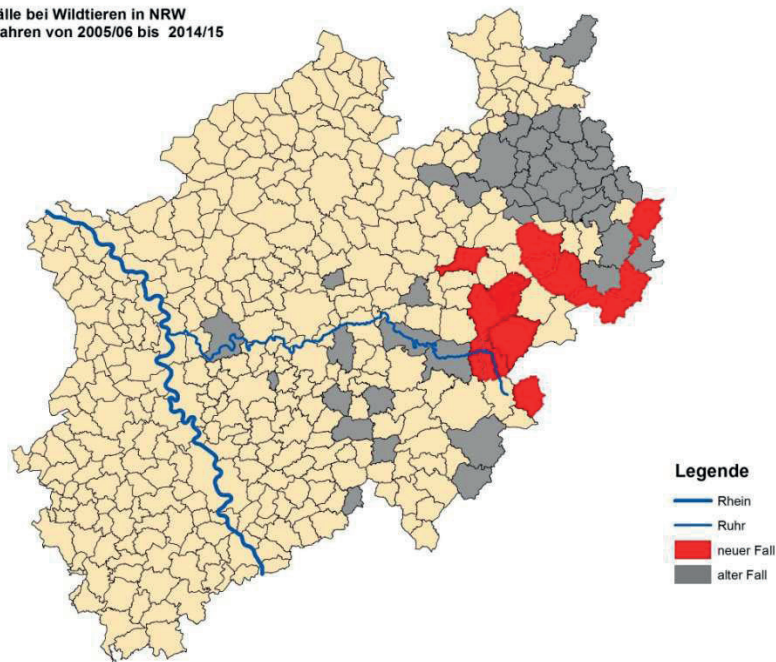 älle bei Wildtieren in NRW
ahren von 2005/06 bis 2014/15
Legende
Rhein
Ruhr
neuer Fall
alter Fall